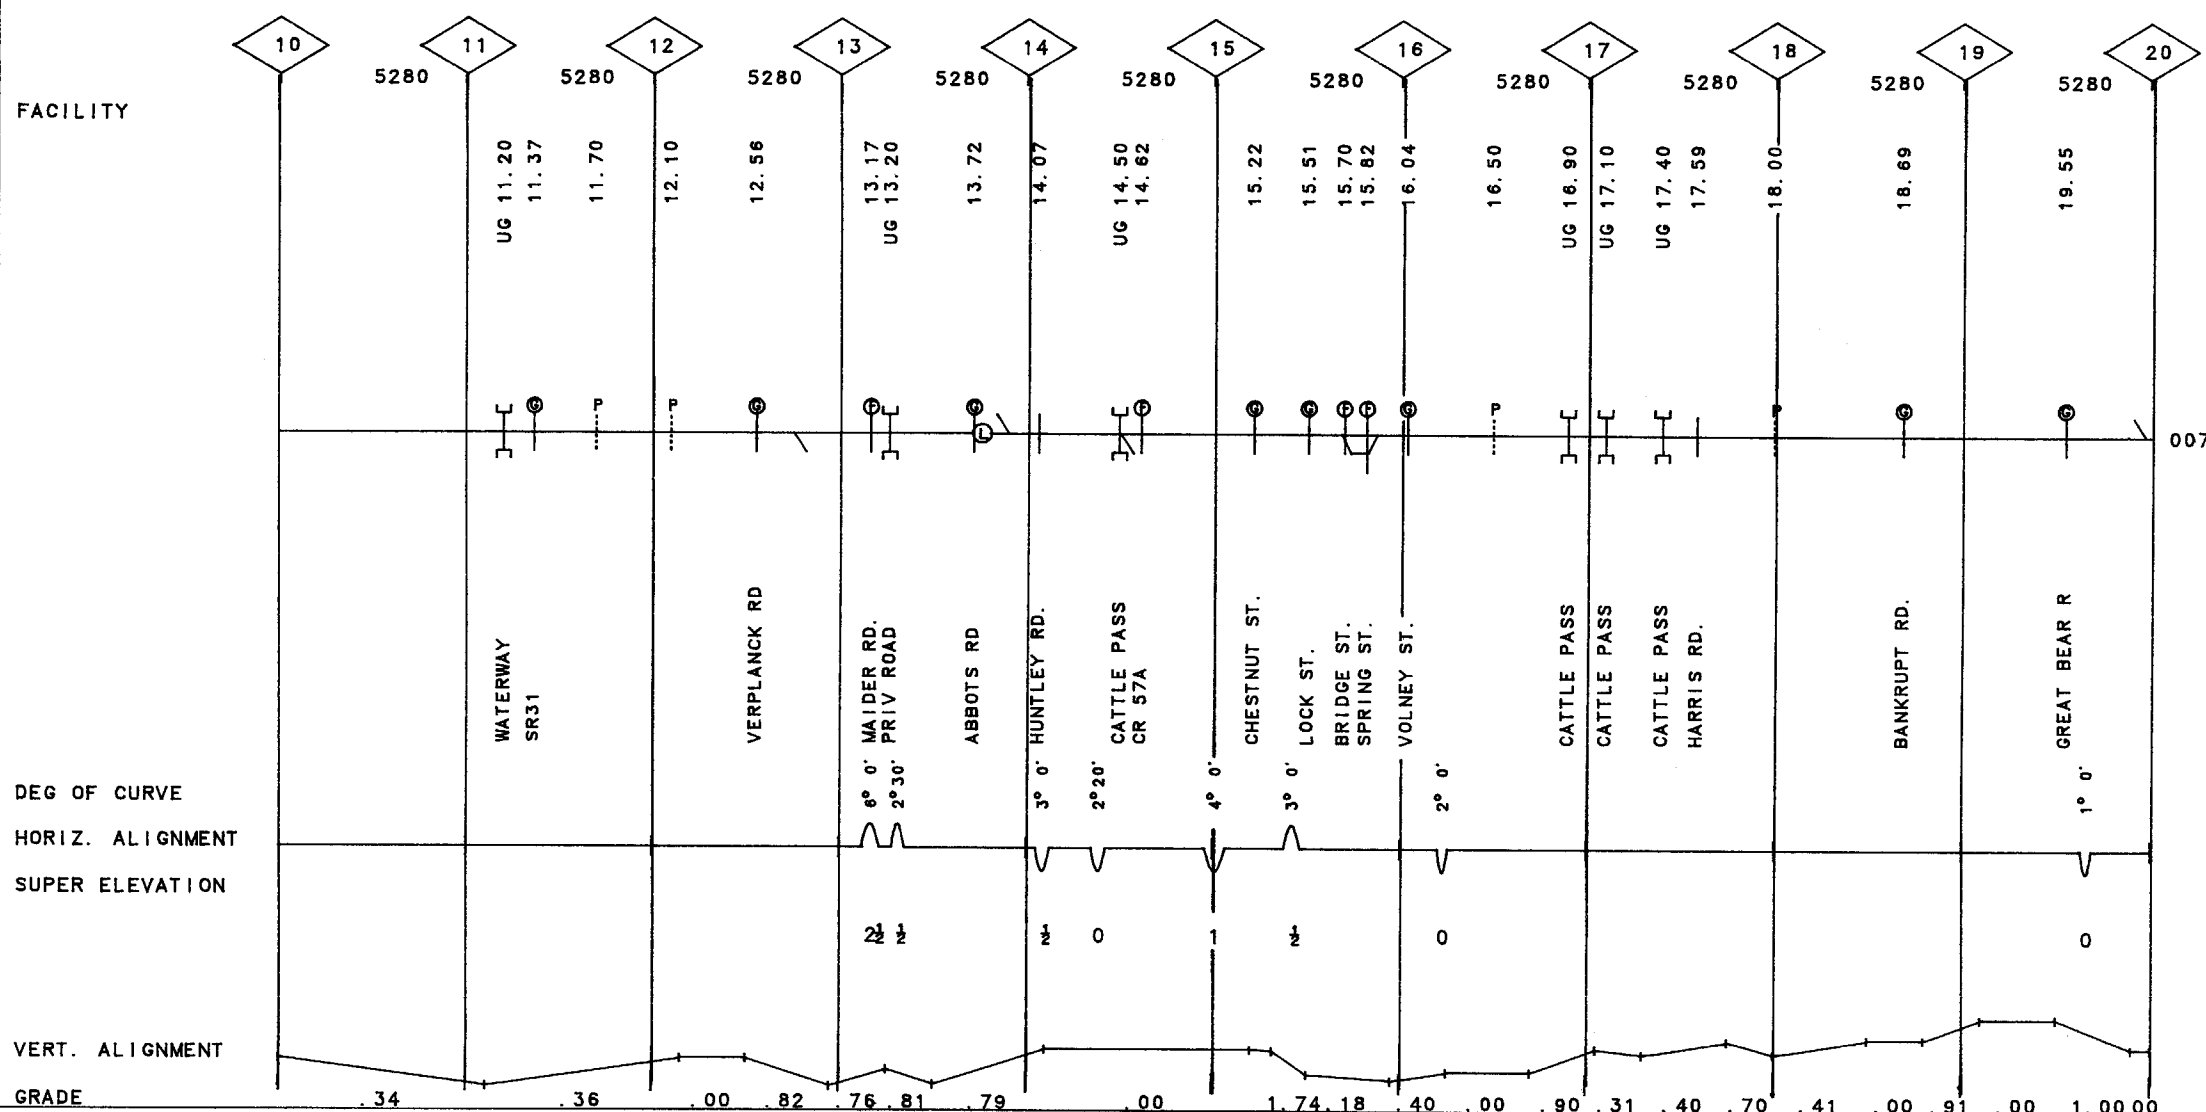 10 11 12 13 14 15 16 17 18 19 20
5280 5280 5280 5280 5280 5280 5280 5280 5280 5280
FACILITY
UG 11.20
11.37
11.70
12.10
12.56
13.17
UG 13.20
13.72
14.07
UG 14.50
14.62
15.22
15.51
15.70
15.82
16.04
16.50
UG 16.90
UG 17.10
UG 17.40
17.59
18.00
18.69
19.55
G P P G F G L F G G F F G P P G G
007
WATERWAY
SR31
VERPLANCK RD
MAIDER RD.
PRIV ROAD
ABBOTS RD
HUNTLEY RD.
CATTLE PASS
CR 57A
CHESTNUT ST.
LOCK ST.
BRIDGE ST.
SPRING ST.
VOLNEY ST.
CATTLE PASS
CATTLE PASS
CATTLE PASS
HARRIS RD.
BANKRUPT RD.
GREAT BEAR R
DEG OF CURVE
6° 0'
2°30'
3° 0'
2°20'
4° 0'
3° 0'
2° 0'
1° 0'
HORIZ. ALIGNMENT
SUPER ELEVATION
2½ ½ ½ 0 1 ½ 0 0
VERT. ALIGNMENT
GRADE .34 .36 .00 .82 .76 .81 .79 .00 1.74 .18 .40 .00 .90 .31 .40 .70 .41 .00 .91 .00 1.00 00